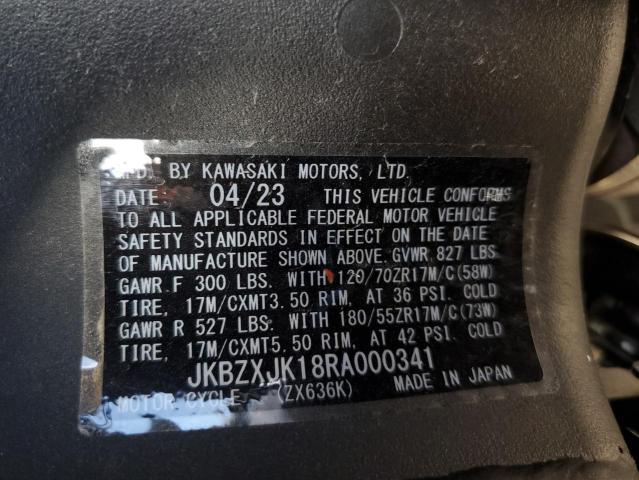 MFD. BY KAWASAKI MOTORS, LTD.
DATE 04/23 THIS VEHICLE CONFORMS
TO ALL APPLICABLE FEDERAL MOTOR VEHICLE
SAFETY STANDARDS IN EFFECT ON THE DATE
OF MANUFACTURE SHOWN ABOVE. GVWR 827 LBS
GAWR F 300 LBS. WITH 120/70ZR17M/C(58W)
TIRE, 17M/CXMT3.50 RIM, AT 36 PSI. COLD
GAWR R 527 LBS. WITH 180/55ZR17M/C(73W)
TIRE, 17M/CXMT5.50 RIM, AT 42 PSI. COLD
JKBZXJK18RA000341
MOTOR CYCLE (ZX636K) MADE IN JAPAN